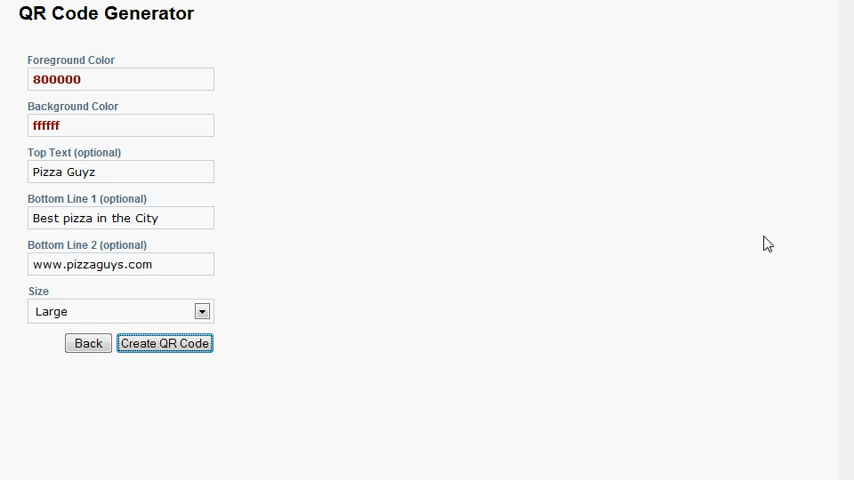 QR Code Generator
Foreground Color
800000
Background Color
ffffff
Top Text (optional)
Pizza Guyz
Bottom Line 1 (optional)
Best pizza in the City
Bottom Line 2 (optional)
www.pizzaguys.com
Size
Large
Back Create QR Code